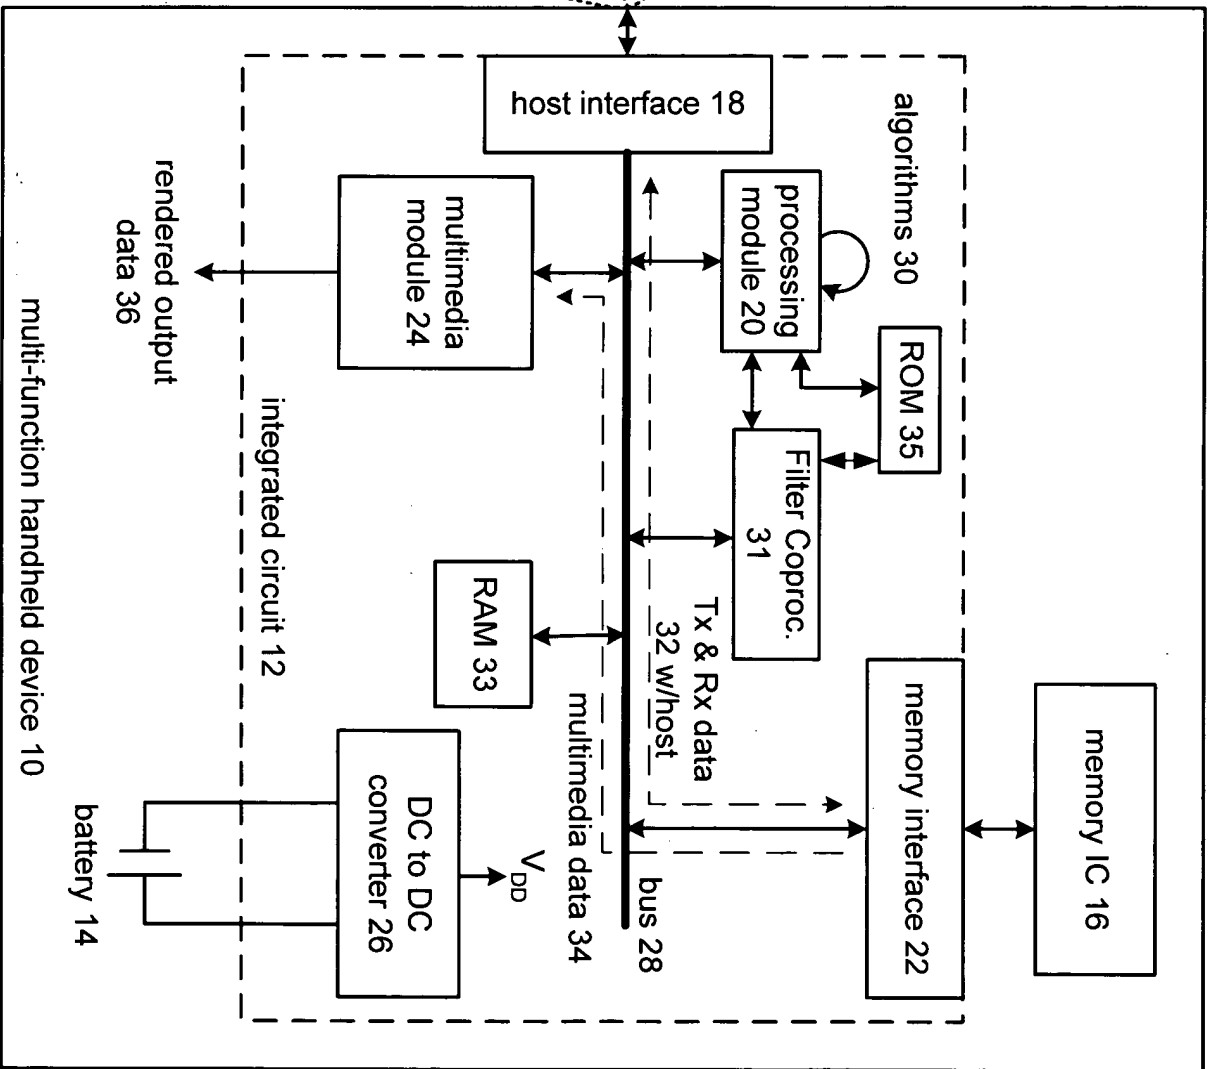 host interface 18
algorithms 30
processing
module 20
multimedia
module 24
rendered output
data 36
ROM 35
Filter Coproc.
31
integrated circuit 12
multi-function handheld device 10
RAM 33
Tx & Rx data
32 w/host
multimedia data 34
memory interface 22
memory IC 16
DC to DC
converter 26
VDD
bus 28
battery 14